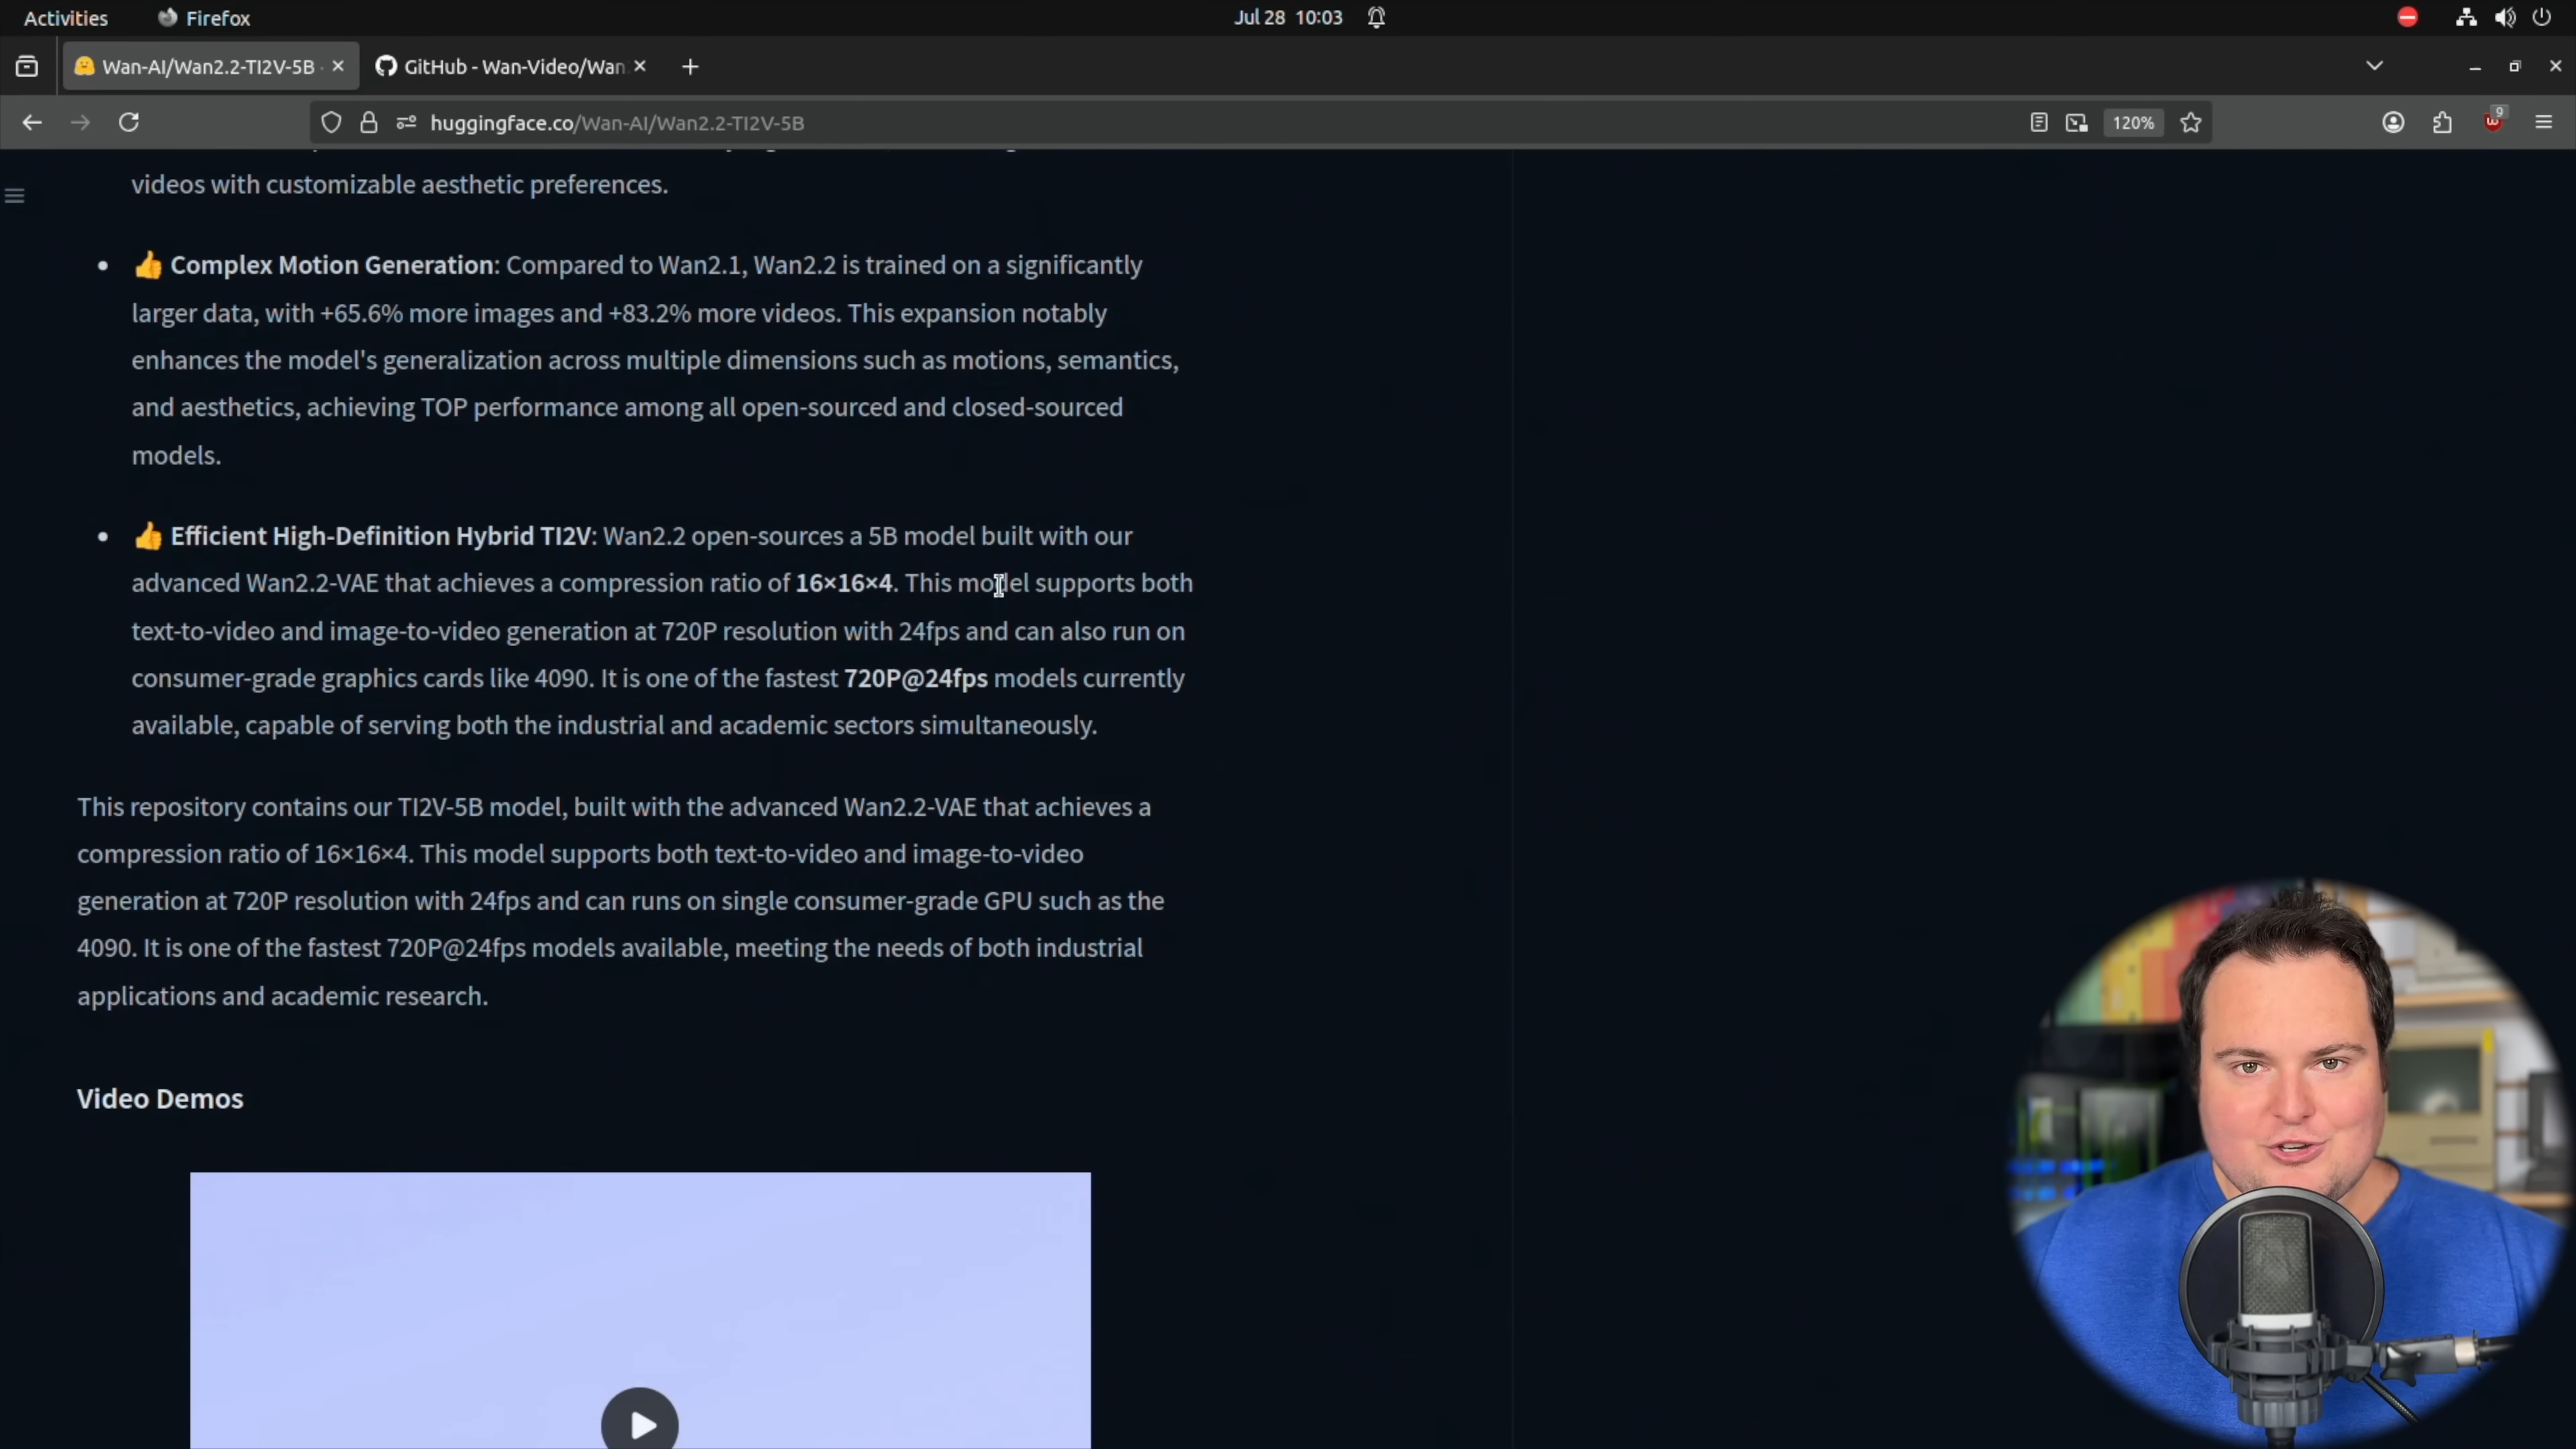 Activities
Firefox
Jul 28 10:03
Wan-AI/Wan2.2-TI2V-5B
GitHub - Wan-Video/Wan
huggingface.co/Wan-AI/Wan2.2-TI2V-5B
120%
9
videos with customizable aesthetic preferences.
• 👍 Complex Motion Generation: Compared to Wan2.1, Wan2.2 is trained on a significantly
larger data, with +65.6% more images and +83.2% more videos. This expansion notably
enhances the model's generalization across multiple dimensions such as motions, semantics,
and aesthetics, achieving TOP performance among all open-sourced and closed-sourced
models.
• 👍 Efficient High-Definition Hybrid TI2V: Wan2.2 open-sources a 5B model built with our
advanced Wan2.2-VAE that achieves a compression ratio of 16×16×4. This model supports both
text-to-video and image-to-video generation at 720P resolution with 24fps and can also run on
consumer-grade graphics cards like 4090. It is one of the fastest 720P@24fps models currently
available, capable of serving both the industrial and academic sectors simultaneously.
This repository contains our TI2V-5B model, built with the advanced Wan2.2-VAE that achieves a
compression ratio of 16×16×4. This model supports both text-to-video and image-to-video
generation at 720P resolution with 24fps and can runs on single consumer-grade GPU such as the
4090. It is one of the fastest 720P@24fps models available, meeting the needs of both industrial
applications and academic research.
Video Demos